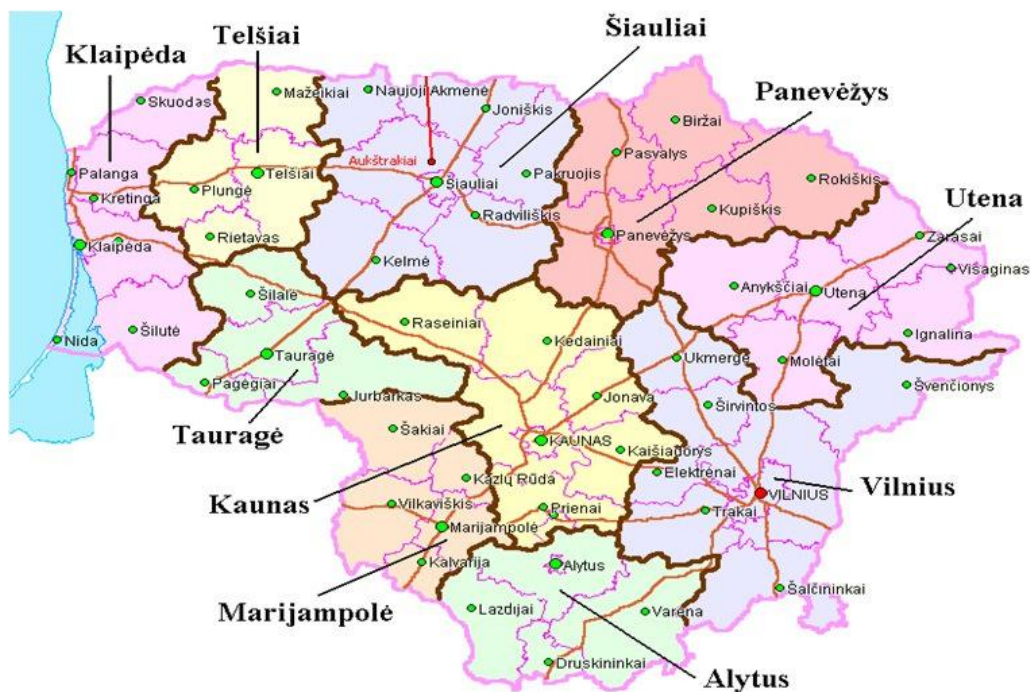 Telšiai
Šiauliai
Klaipėda
Panevėžys
Utena
Mažeikiai
Naujoji Akmenė
Skuodas
Joniškis
Biržai
Pasvalys
Aukštrakiai
Palanga
Telšiai
Šiauliai
Pakruojis
Rokiškis
Plungė
Kretinga
Radviliškis
Kupiškis
Rietavas
Panevėžys
Zarasai
Klaipėda
Kelmė
Višaginas
Anykščiai
Utena
Šilalė
Raseiniai
Šilutė
Nida
Kėdainiai
Ignalina
Tauragė
Ukmergė
Molėtai
Pagėgiai
Jurbarkas
Jonava
Širvintos
Švenčionys
Tauragė
Šakiai
KAUNAS
Kaišiadorys
Elektrėnai
Kazlų Rūda
Kaunas
VILNIUS
Vilnius
Vilkaviškis
Prienai
Trakai
Marijampolė
Kalvarija
Alytus
Šalčininkai
Marijampolė
Lazdijai
Varėna
Druskininkai
Alytus